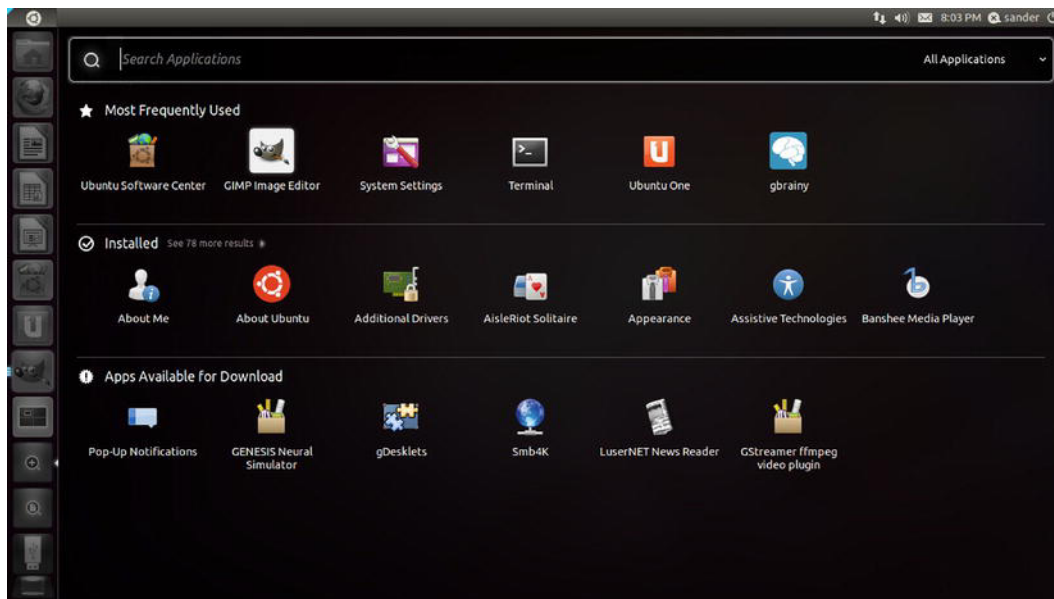 8:03 PM sander
Search Applications
All Applications
Most Frequently Used
Ubuntu Software Center GIMP Image Editor System Settings Terminal Ubuntu One gbrainy
Installed See 78 more results
About Me About Ubuntu Additional Drivers AisleRiot Solitaire Appearance Assistive Technologies Banshee Media Player
Apps Available for Download
Pop-Up Notifications GENESIS Neural Simulator gDesklets Smb4K LuserNET News Reader GStreamer ffmpeg video plugin